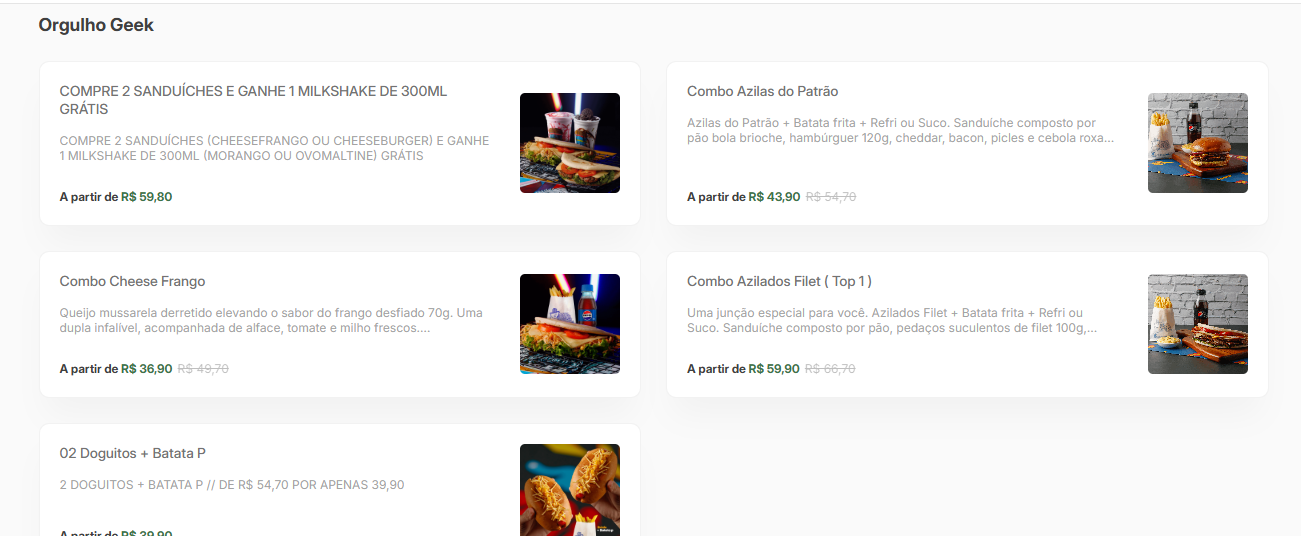 Orgulho Geek
COMPRE 2 SANDUÍCHES E GANHE 1 MILKSHAKE DE 300ML
GRÁTIS
COMPRE 2 SANDUÍCHES (CHEESEFRANGO OU CHEESEBURGER) E GANHE
1 MILKSHAKE DE 300ML (MORANGO OU OVOMALTINE) GRÁTIS
A partir de R$ 59,80
Combo Azilas do Patrão
Azilas do Patrão + Batata frita + Refri ou Suco. Sanduíche composto por
pão bola brioche, hambúrguer 120g, cheddar, bacon, picles e cebola roxa...
A partir de R$ 43,90 R$ 54,70
Combo Cheese Frango
Queijo mussarela derretido elevando o sabor do frango desfiado 70g. Uma
dupla infalível, acompanhada de alface, tomate e milho frescos....
A partir de R$ 36,90 R$ 49,70
Combo Azilados Filet ( Top 1 )
Uma junção especial para você. Azilados Filet + Batata frita + Refri ou
Suco. Sanduíche composto por pão, pedaços suculentos de filet 100g,...
A partir de R$ 59,90 R$ 66,70
02 Doguitos + Batata P
2 DOGUITOS + BATATA P // DE R$ 54,70 POR APENAS 39,90
A partir de R$ 39,90